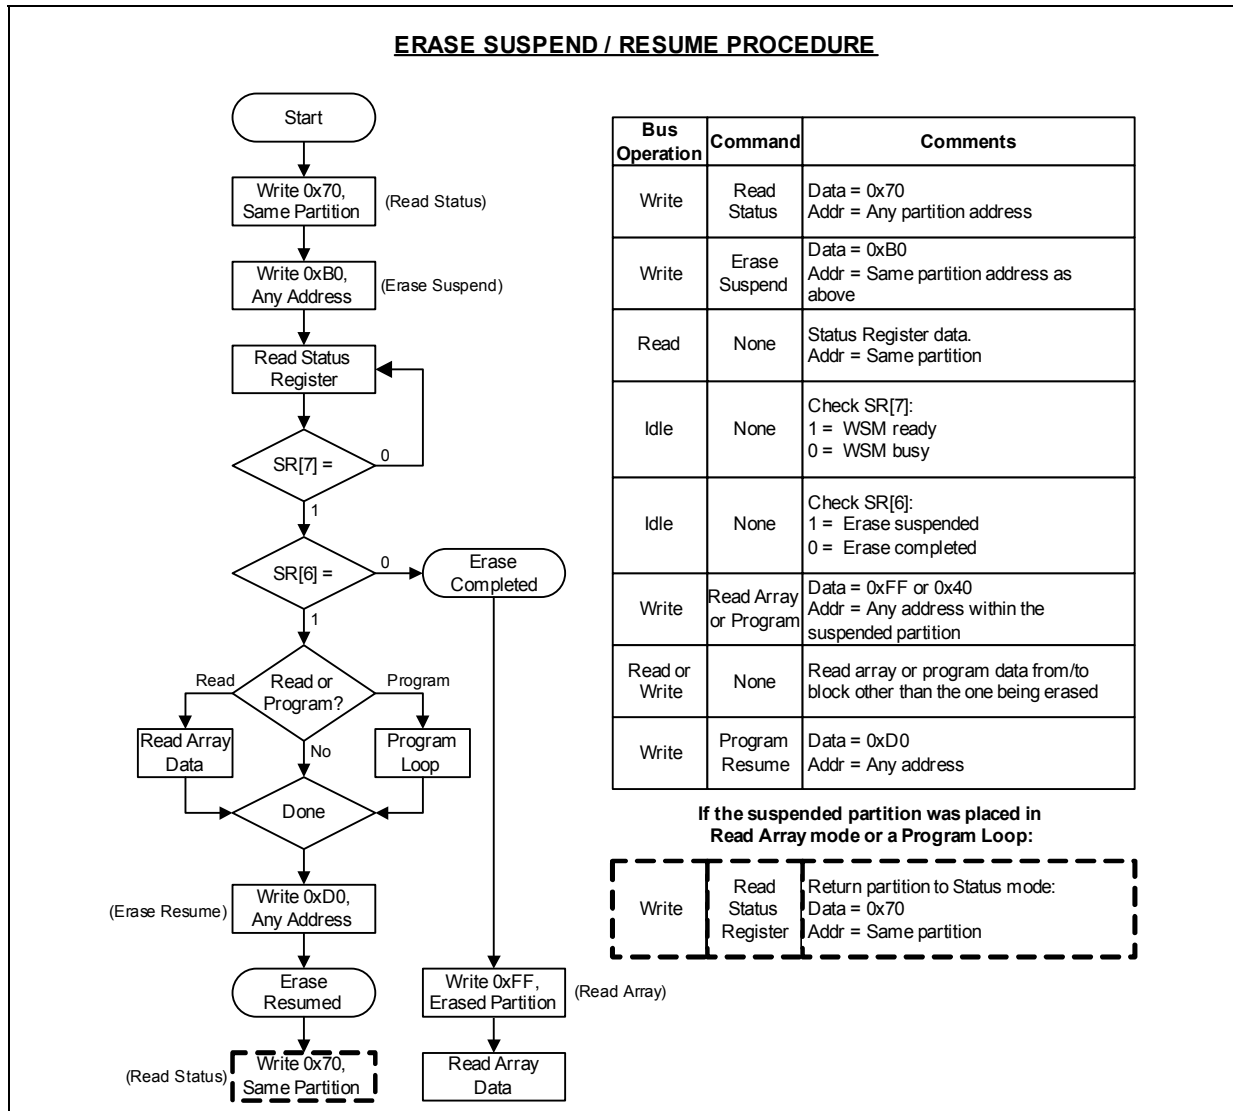 ERASE SUSPEND / RESUME PROCEDURE
Start
Write 0x70,
Same Partition
(Read Status)
Write 0xB0,
Any Address
(Erase Suspend)
Read Status
Register
SR[7] =
0
1
SR[6] =
0
Erase
Completed
1
Read
Read or
Program?
Program
Read Array
Data
No
Program
Loop
Done
(Erase Resume)
Write 0xD0,
Any Address
Erase
Resumed
Write 0xFF,
Erased Partition
(Read Array)
(Read Status)
Write 0x70,
Same Partition
Read Array
Data
Bus
Operation
Command
Comments
Write
Read
Status
Data = 0x70
Addr = Any partition address
Write
Erase
Suspend
Data = 0xB0
Addr = Same partition address as
above
Read
None
Status Register data.
Addr = Same partition
Idle
None
Check SR[7]:
1 = WSM ready
0 = WSM busy
Idle
None
Check SR[6]:
1 = Erase suspended
0 = Erase completed
Write
Read Array
or Program
Data = 0xFF or 0x40
Addr = Any address within the
suspended partition
Read or
Write
None
Read array or program data from/to
block other than the one being erased
Write
Program
Resume
Data = 0xD0
Addr = Any address
If the suspended partition was placed in
Read Array mode or a Program Loop:
Write
Read
Status
Register
Return partition to Status mode:
Data = 0x70
Addr = Same partition